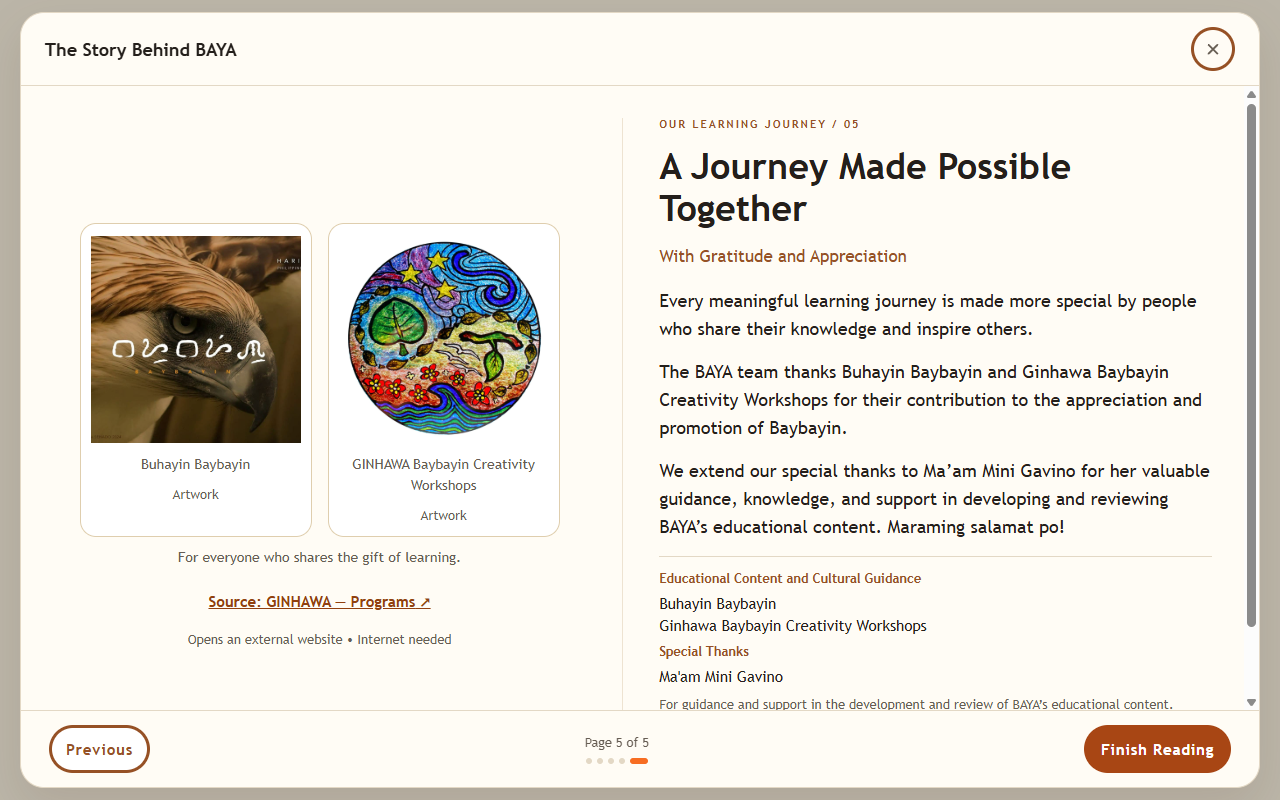 The Story Behind BAYA
HARI
ᜊᜌ᜔ᜊᜌᜒᜈ᜔
BAYBAYIN
Buhayin Baybayin
Artwork
GINHAWA Baybayin Creativity
Workshops
Artwork
For everyone who shares the gift of learning.
Source: GINHAWA — Programs ↗
Opens an external website • Internet needed
OUR LEARNING JOURNEY / 05
A Journey Made Possible
Together
With Gratitude and Appreciation
Every meaningful learning journey is made more special by people
who share their knowledge and inspire others.
The BAYA team thanks Buhayin Baybayin and Ginhawa Baybayin
Creativity Workshops for their contribution to the appreciation and
promotion of Baybayin.
We extend our special thanks to Ma’am Mini Gavino for her valuable
guidance, knowledge, and support in developing and reviewing
BAYA’s educational content. Maraming salamat po!
Educational Content and Cultural Guidance
Buhayin Baybayin
Ginhawa Baybayin Creativity Workshops
Special Thanks
Ma'am Mini Gavino
For guidance and support in the development and review of BAYA’s educational content.
Previous
Page 5 of 5
Finish Reading